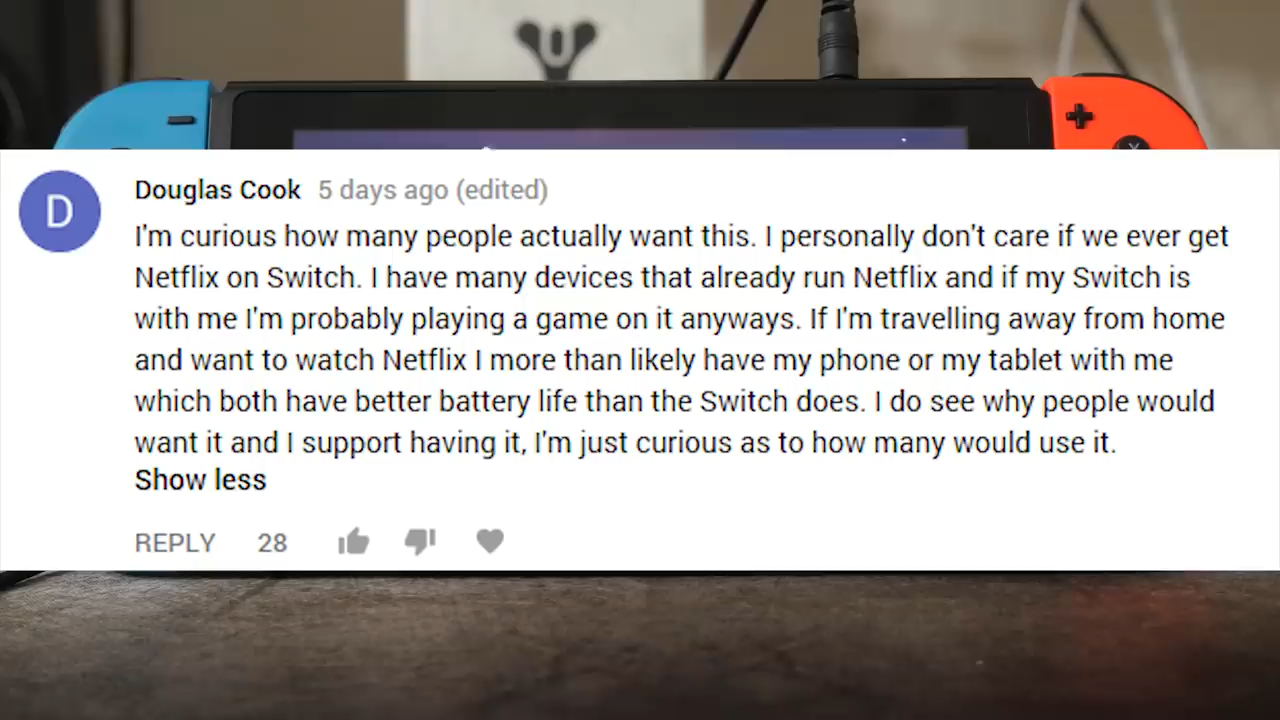 Douglas Cook 5 days ago (edited)
I'm curious how many people actually want this. I personally don't care if we ever get
Netflix on Switch. I have many devices that already run Netflix and if my Switch is
with me I'm probably playing a game on it anyways. If I'm travelling away from home
and want to watch Netflix I more than likely have my phone or my tablet with me
which both have better battery life than the Switch does. I do see why people would
want it and I support having it, I'm just curious as to how many would use it.
Show less
REPLY 28